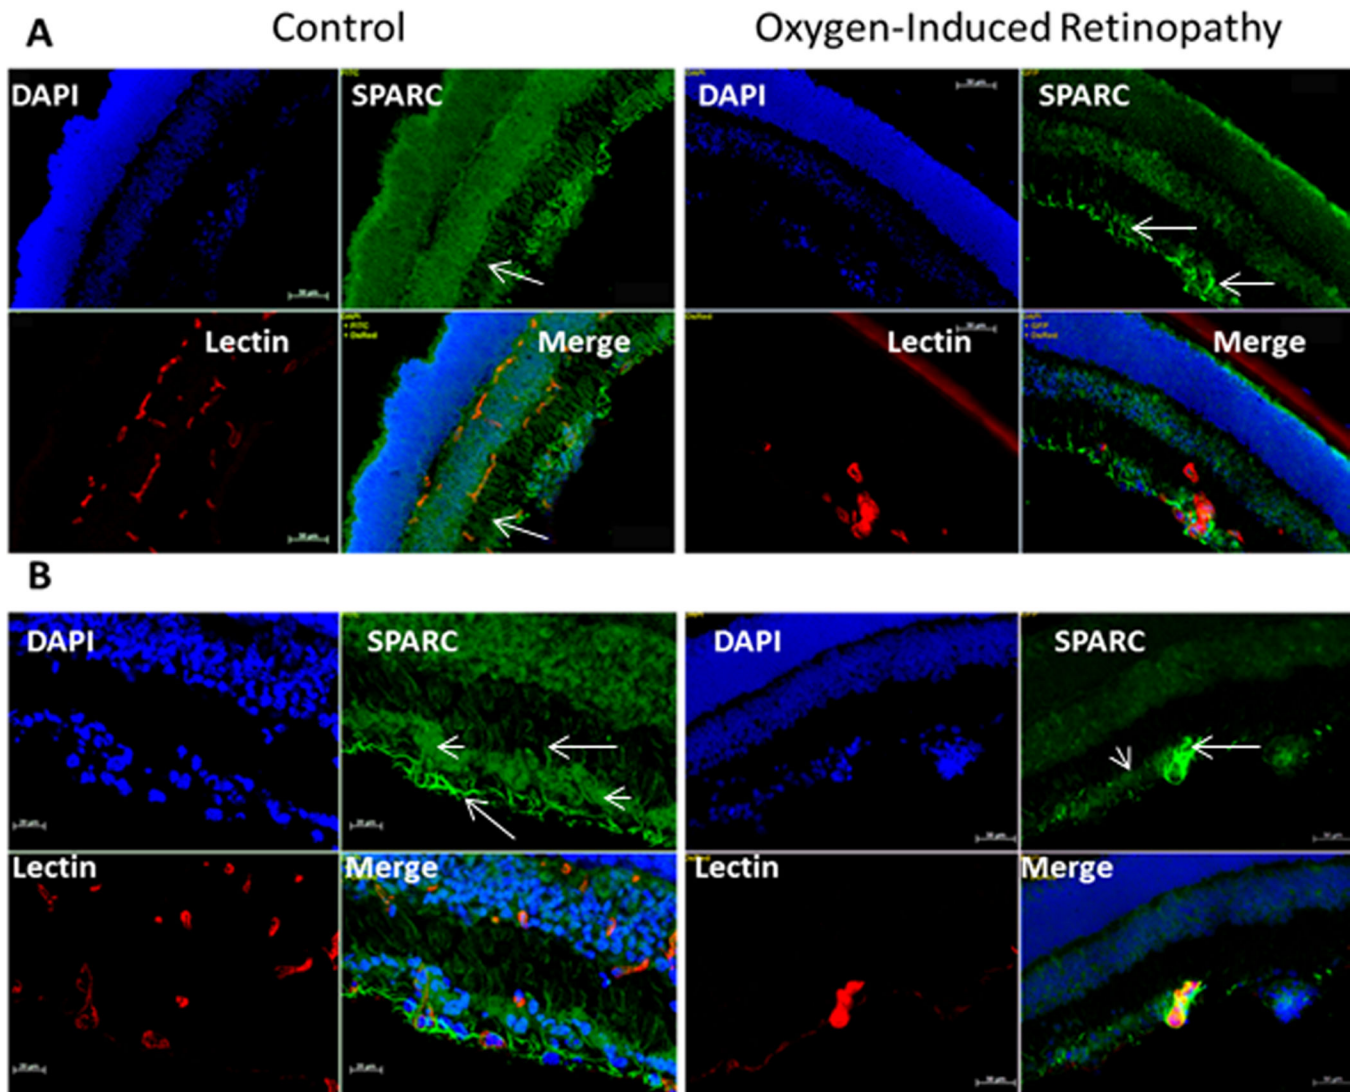 A
Control
Oxygen-Induced Retinopathy
DAPI
SPARC
DAPI
SPARC
Lectin
Merge
Lectin
Merge
B
DAPI
SPARC
DAPI
SPARC
Lectin
Merge
Lectin
Merge